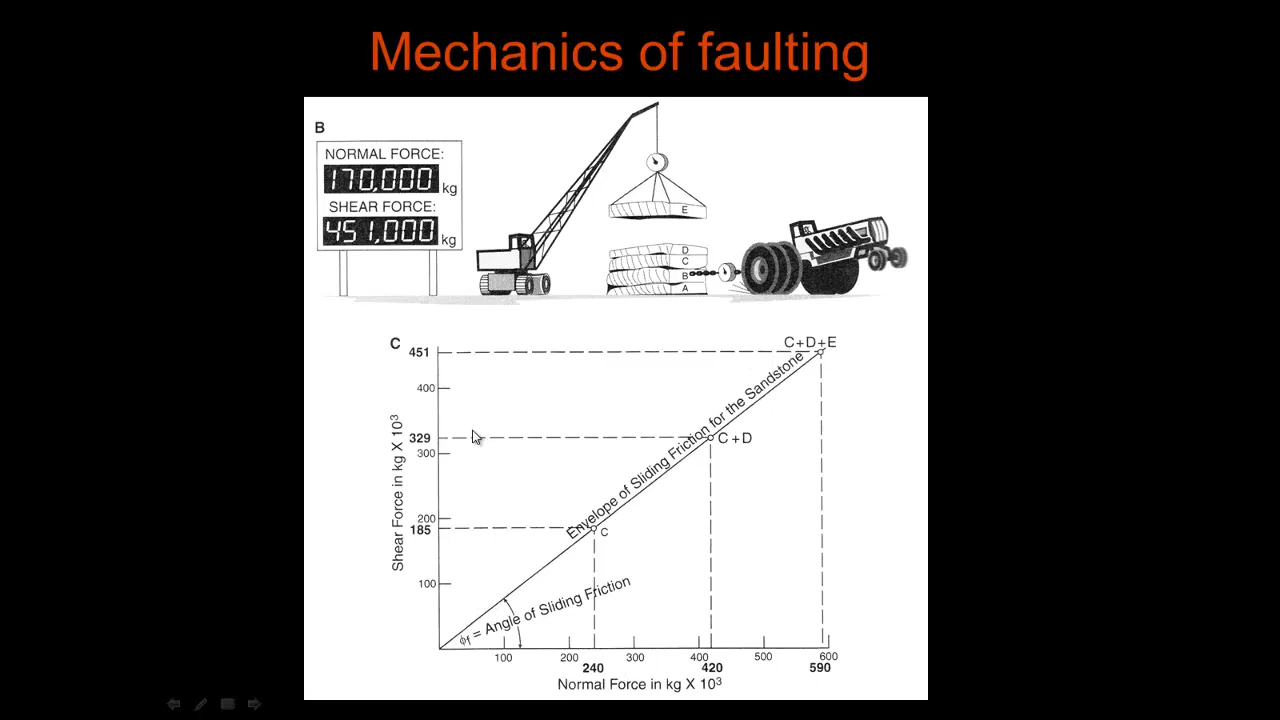 Mechanics of faulting
B
NORMAL FORCE:
170,000 kg
SHEAR FORCE:
451,000 kg
E
D
C
B
A
C
451
400
329
300
200
185
100
Shear Force in kg X 10³
C+D+E
C+D
C
Envelope of Sliding Friction for the Sandstone
φf = Angle of Sliding Friction
100
200
300
400
500
600
240
420
590
Normal Force in kg X 10³